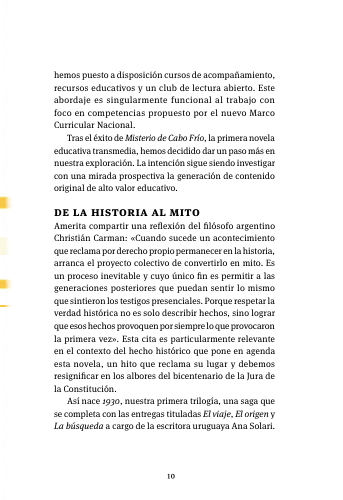 hemos puesto a disposición cursos de acompañamiento,
recursos educativos y un club de lectura abierto. Este
abordaje es singularmente funcional al trabajo con
foco en competencias propuesto por el nuevo Marco
Curricular Nacional.
Tras el éxito de Misterio de Cabo Frío, la primera novela
educativa transmedia, hemos decidido dar un paso más en
nuestra exploración. La intención sigue siendo investigar
con una mirada prospectiva la generación de contenido
original de alto valor educativo.
DE LA HISTORIA AL MITO
Amerita compartir una reflexión del filósofo argentino
Christián Carman: «Cuando sucede un acontecimiento
que reclama por derecho propio permanecer en la historia,
arranca el proyecto colectivo de convertirlo en mito. Es
un proceso inevitable y cuyo único fin es permitir a las
generaciones posteriores que puedan sentir lo mismo
que sintieron los testigos presenciales. Porque respetar la
verdad histórica no es solo describir hechos, sino lograr
que esos hechos provoquen por siempre lo que provocaron
la primera vez». Esta cita es particularmente relevante
en el contexto del hecho histórico que pone en agenda
esta novela, un hito que reclama su lugar y debemos
resignificar en los albores del bicentenario de la Jura de
la Constitución.
Así nace 1930, nuestra primera trilogía, una saga que
se completa con las entregas tituladas El viaje, El origen y
La búsqueda a cargo de la escritora uruguaya Ana Solari.
10